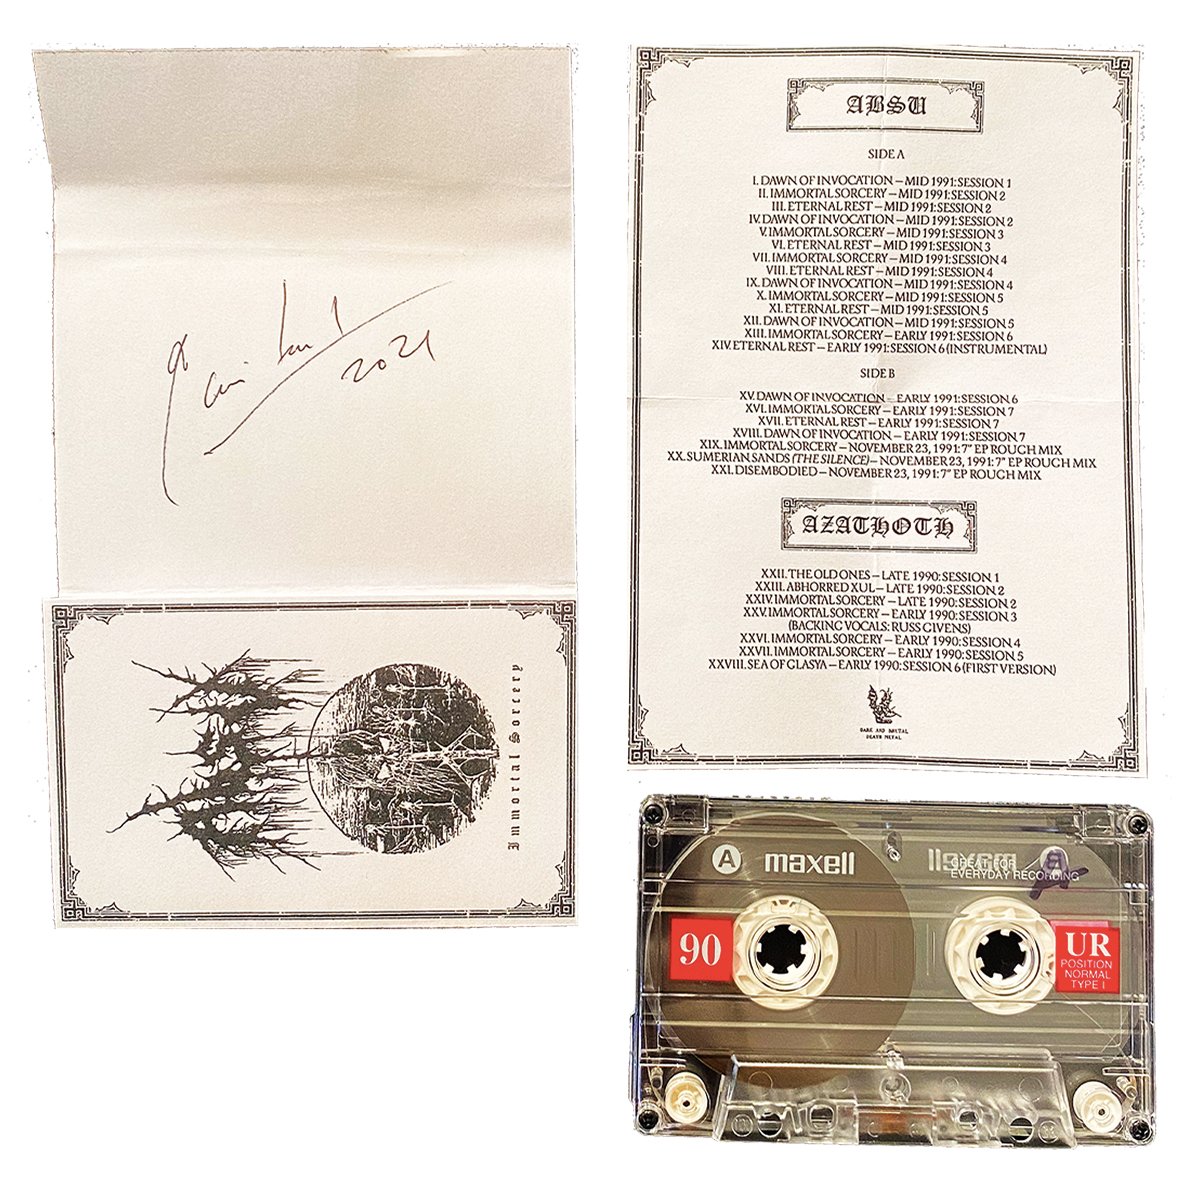 2021
Immortal Sorcery
ABSU
SIDE A
I. DAWN OF INVOCATION – MID 1991: SESSION 1
II. IMMORTAL SORCERY – MID 1991: SESSION 2
III. ETERNAL REST – MID 1991: SESSION 2
IV. DAWN OF INVOCATION – MID 1991: SESSION 2
V. IMMORTAL SORCERY – MID 1991: SESSION 3
VI. ETERNAL REST – MID 1991: SESSION 3
VII. IMMORTAL SORCERY – MID 1991: SESSION 4
VIII. ETERNAL REST – MID 1991: SESSION 4
IX. DAWN OF INVOCATION – MID 1991: SESSION 4
X. IMMORTAL SORCERY – MID 1991: SESSION 5
XI. ETERNAL REST – MID 1991: SESSION 5
XII. DAWN OF INVOCATION – MID 1991: SESSION 5
XIII. IMMORTAL SORCERY – EARLY 1991: SESSION 6
XIV. ETERNAL REST – EARLY 1991: SESSION 6 (INSTRUMENTAL)
SIDE B
XV. DAWN OF INVOCATION – EARLY 1991: SESSION 6
XVI. IMMORTAL SORCERY – EARLY 1991: SESSION 7
XVII. ETERNAL REST – EARLY 1991: SESSION 7
XVIII. DAWN OF INVOCATION – EARLY 1991: SESSION 7
XIX. IMMORTAL SORCERY – NOVEMBER 23, 1991: 7" EP ROUGH MIX
XX. SUMERIAN SANDS (THE SILENCE) – NOVEMBER 23, 1991: 7" EP ROUGH MIX
XXI. DISEMBODIED – NOVEMBER 23, 1991: 7" EP ROUGH MIX
AZATHOTH
XXII. THE OLD ONES – LATE 1990: SESSION 1
XXIII. ABHORRED XUL – LATE 1990: SESSION 2
XXIV. IMMORTAL SORCERY – LATE 1990: SESSION 2
XXV. IMMORTAL SORCERY – EARLY 1990: SESSION 3
(BACKING VOCALS: RUSS GIVENS)
XXVI. IMMORTAL SORCERY – EARLY 1990: SESSION 4
XXVII. IMMORTAL SORCERY – EARLY 1990: SESSION 5
XXVIII. SEA OF GLASYA – EARLY 1990: SESSION 6 (FIRST VERSION)
DARK AND BRUTAL
DEATH METAL
A maxell
GREAT FOR
EVERYDAY RECORDING
A
90
UR
POSITION
NORMAL
TYPE I